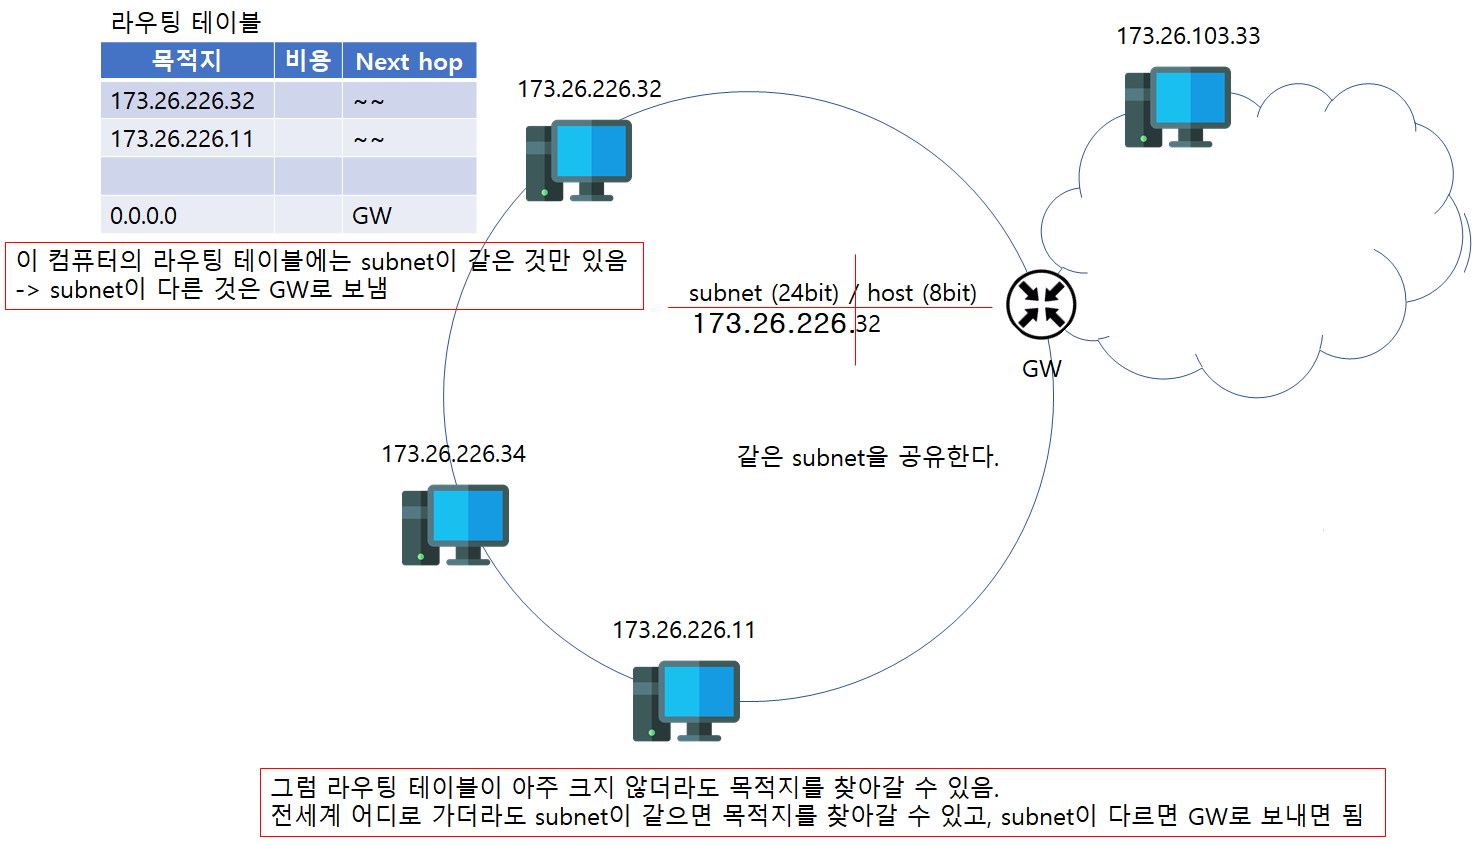 라우팅 테이블
목적지 비용 Next hop
173.26.226.32 ~~
173.26.226.11 ~~
0.0.0.0 GW
이 컴퓨터의 라우팅 테이블에는 subnet이 같은 것만 있음
-> subnet이 다른 것은 GW로 보냄
173.26.226.32
173.26.103.33
subnet (24bit) / host (8bit)
173.26.226.32
GW
173.26.226.34
같은 subnet을 공유한다.
173.26.226.11
그럼 라우팅 테이블이 아주 크지 않더라도 목적지를 찾아갈 수 있음.
전세계 어디로 가더라도 subnet이 같으면 목적지를 찾아갈 수 있고, subnet이 다르면 GW로 보내면 됨